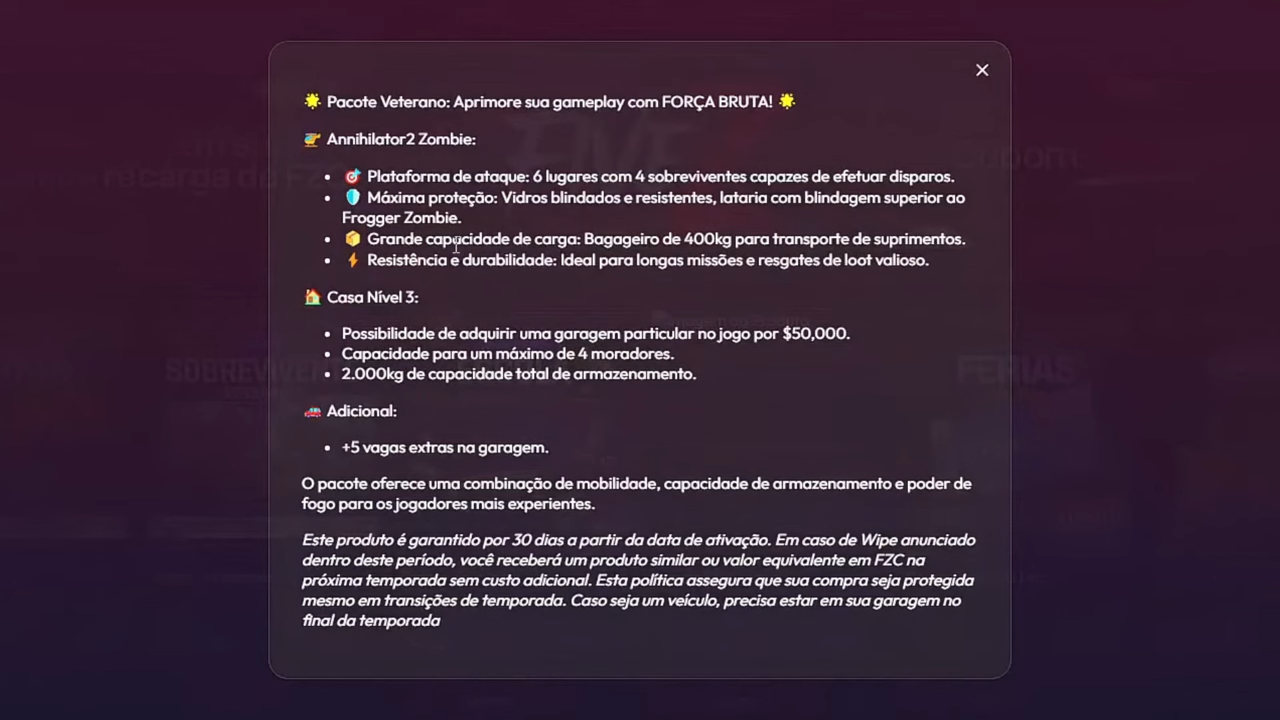 🌟 Pacote Veterano: Aprimore sua gameplay com FORÇA BRUTA! 🌟
🚁 Annihilator2 Zombie:
• 🎯 Plataforma de ataque: 6 lugares com 4 sobreviventes capazes de efetuar disparos.
• 🛡️ Máxima proteção: Vidros blindados e resistentes, lataria com blindagem superior ao
Frogger Zombie.
• 📦 Grande capacidade de carga: Bagageiro de 400kg para transporte de suprimentos.
• ⚡ Resistência e durabilidade: Ideal para longas missões e resgates de loot valioso.
🏠 Casa Nível 3:
• Possibilidade de adquirir uma garagem particular no jogo por $50,000.
• Capacidade para um máximo de 4 moradores.
• 2.000kg de capacidade total de armazenamento.
🚗 Adicional:
• +5 vagas extras na garagem.
O pacote oferece uma combinação de mobilidade, capacidade de armazenamento e poder de
fogo para os jogadores mais experientes.
Este produto é garantido por 30 dias a partir da data de ativação. Em caso de Wipe anunciado
dentro deste período, você receberá um produto similar ou valor equivalente em FZC na
próxima temporada sem custo adicional. Esta política assegura que sua compra seja protegida
mesmo em transições de temporada. Caso seja um veículo, precisa estar em sua garagem no
final da temporada
FÉRIAS